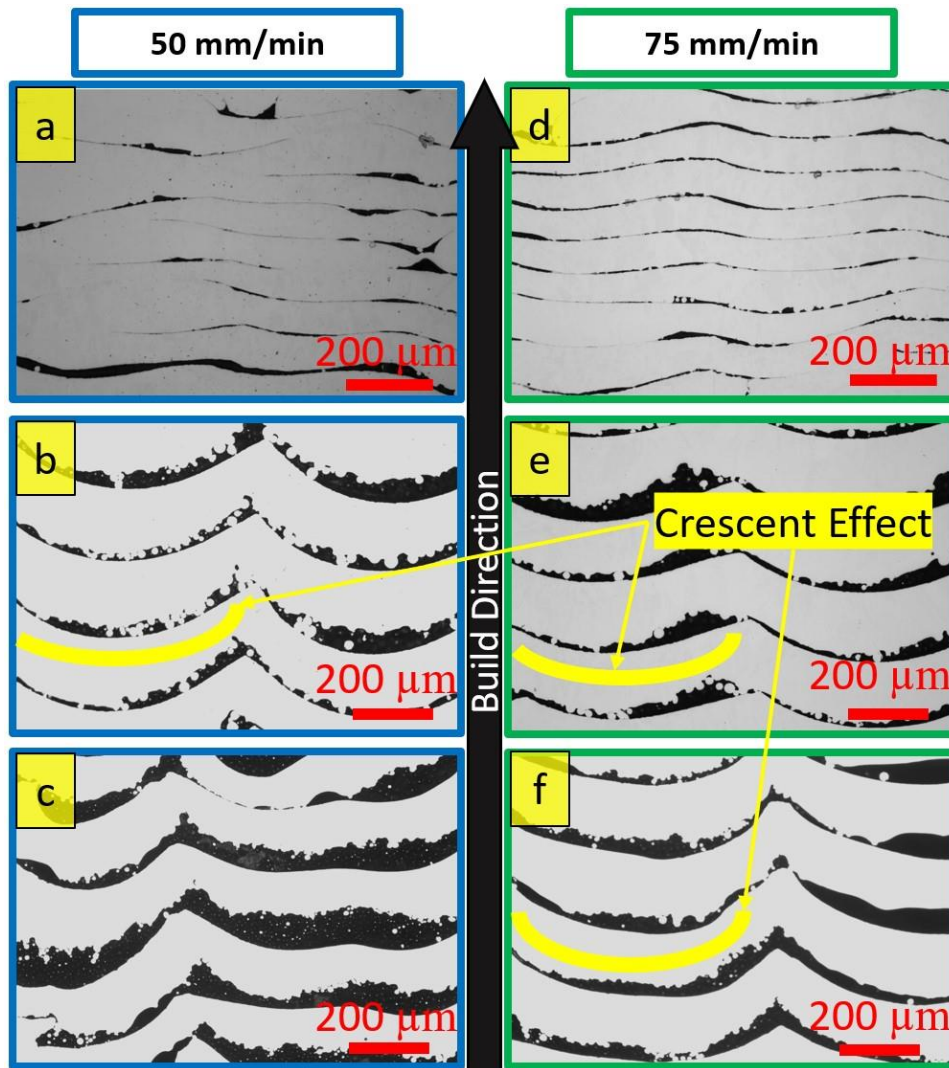 50 mm/min
75 mm/min
a
200 μm
d
200 μm
b
200 μm
e
Crescent Effect
200 μm
Build Direction
c
200 μm
f
200 μm